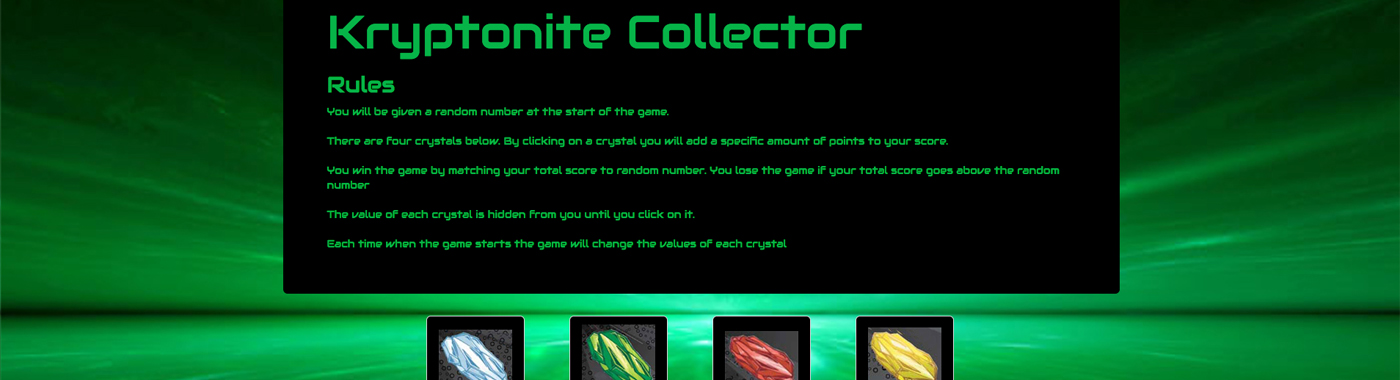 Kryptonite Collector
Rules
You will be given a random number at the start of the game.
There are four crystals below. By clicking on a crystal you will add a specific amount of points to your score.
You win the game by matching your total score to random number. You lose the game if your total score goes above the random
number
The value of each crystal is hidden from you until you click on it.
Each time when the game starts the game will change the values of each crystal